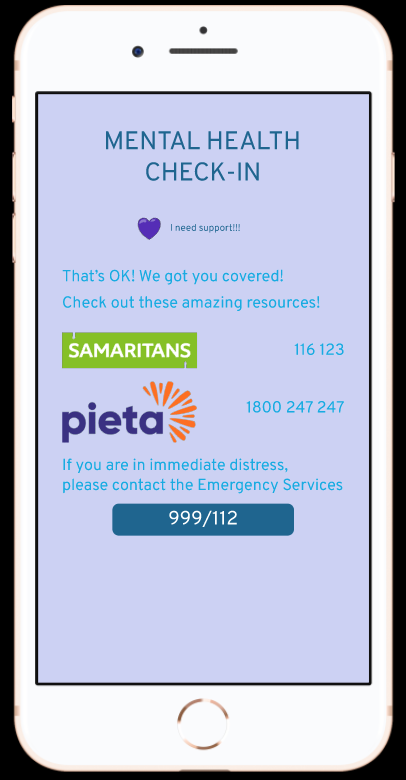 MENTAL HEALTH
CHECK-IN
I need support!!!
That's OK! We got you covered!
Check out these amazing resources!
SAMARITANS 116 123
pieta 1800 247 247
If you are in immediate distress,
please contact the Emergency Services
999/112